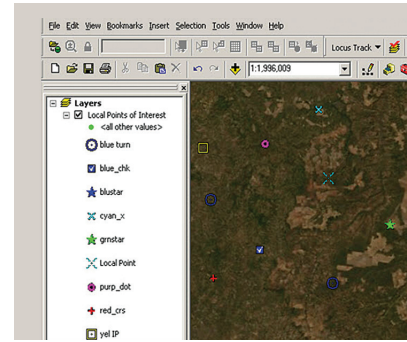 File Edit View Bookmarks Insert Selection Tools Window Help
Locus Track
1:1,996,009
Layers
Local Points of Interest
<all other values>
blue turn
blue_chk
blustar
cyan_x
grnstar
Local Point
purp_dot
red_crs
yel IP